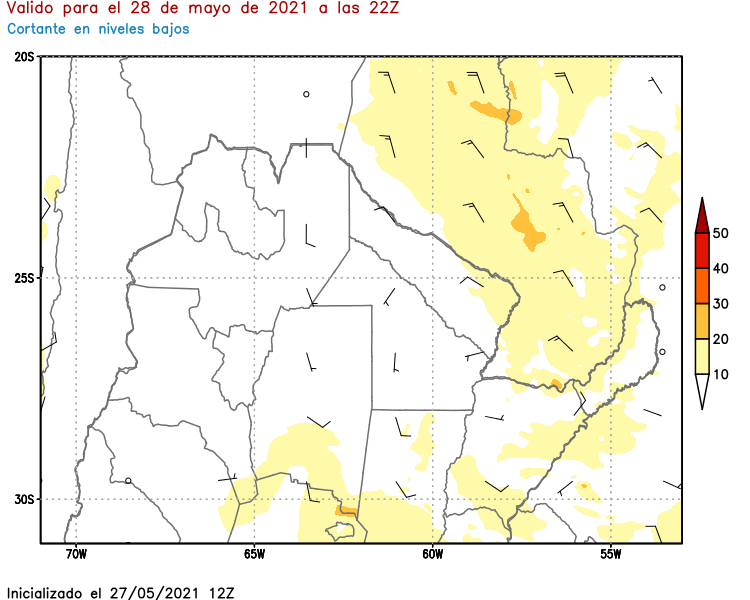 Valido para el 28 de mayo de 2021 a las 22Z
Cortante en niveles bajos
20S
25S
30S
70W
65W
60W
55W
50
40
30
20
10
Inicializado el 27/05/2021 12Z